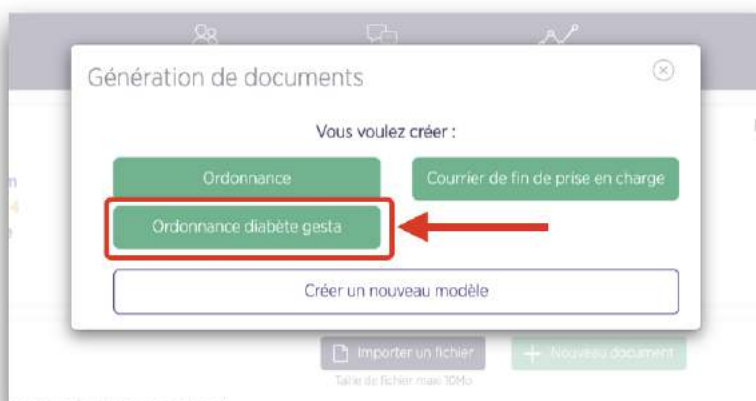 Génération de documents
Vous voulez créer :
Ordonnance
Courrier de fin de prise en charge
Ordonnance diabète gesta
Créer un nouveau modèle
Importer un fichier
+ Nouveau document
Taille de fichier maxi 10Mo